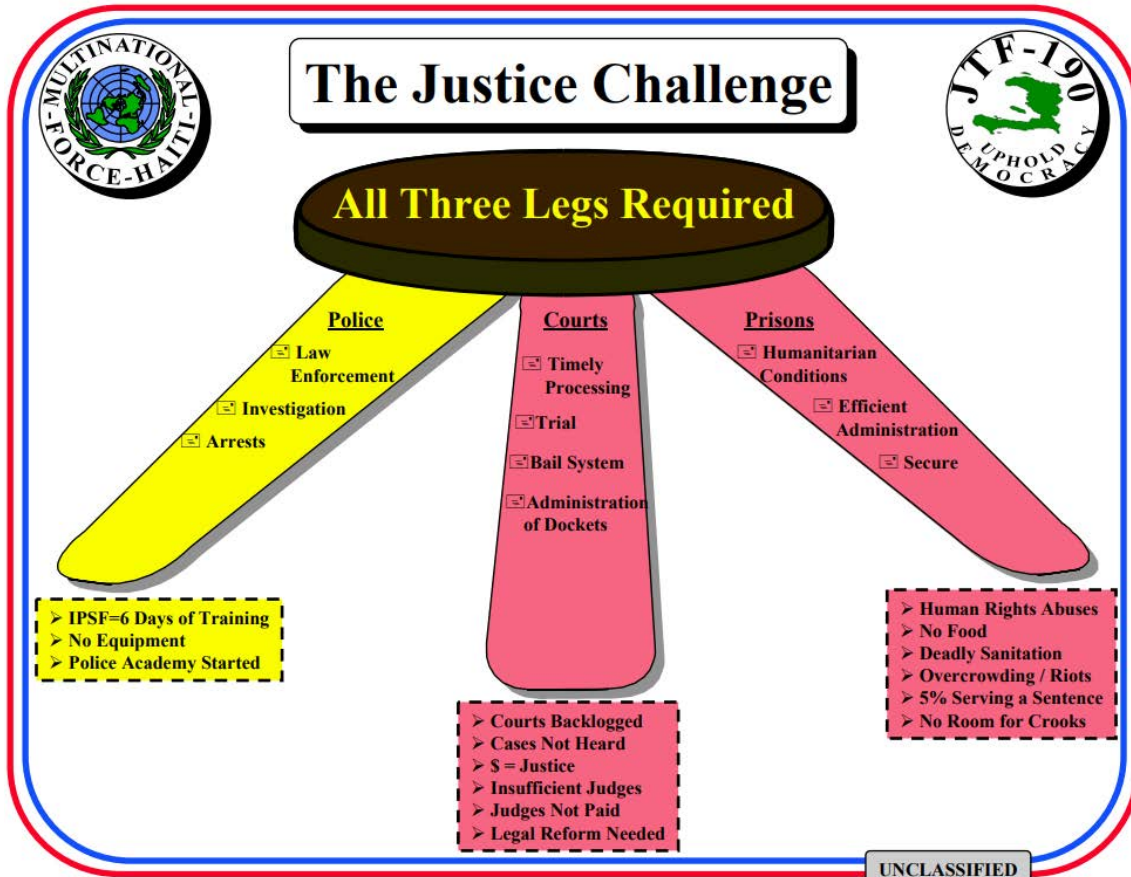 MULTINATIONAL-FORCE-HAITI-
The Justice Challenge
JTF-190
UPHOLD
DEMOCRACY
All Three Legs Required
Police
Law
Enforcement
Investigation
Arrests
Courts
Timely
Processing
Trial
Bail System
Administration
of Dockets
Prisons
Humanitarian
Conditions
Efficient
Administration
Secure
➢ IPSF=6 Days of Training
➢ No Equipment
➢ Police Academy Started
➢ Courts Backlogged
➢ Cases Not Heard
➢ $ = Justice
➢ Insufficient Judges
➢ Judges Not Paid
➢ Legal Reform Needed
➢ Human Rights Abuses
➢ No Food
➢ Deadly Sanitation
➢ Overcrowding / Riots
➢ 5% Serving a Sentence
➢ No Room for Crooks
UNCLASSIFIED